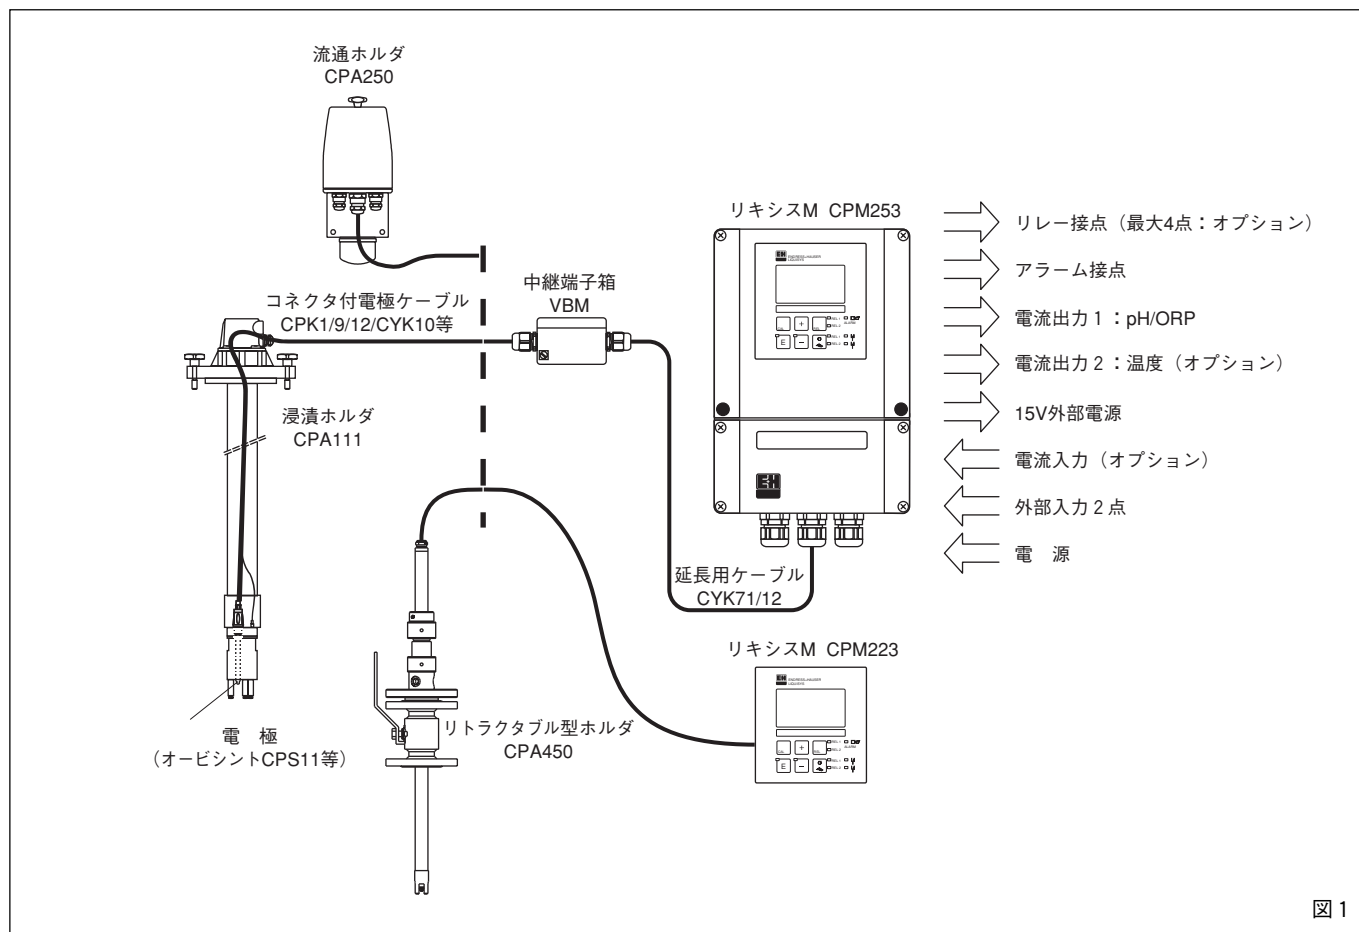 流通ホルダ
CPA250
リキシスM CPM253
リレー接点（最大4点：オプション）
アラーム接点
電流出力1：pH/ORP
電流出力2：温度（オプション）
15V外部電源
電流入力（オプション）
外部入力2点
電　源
中継端子箱
VBM
コネクタ付電極ケーブル
CPK1/9/12/CYK10等
浸漬ホルダ
CPA111
延長用ケーブル
CYK71/12
リキシスM CPM223
リトラクタブル型ホルダ
CPA450
電　極
（オービシントCPS11等）
E+H
E
図1